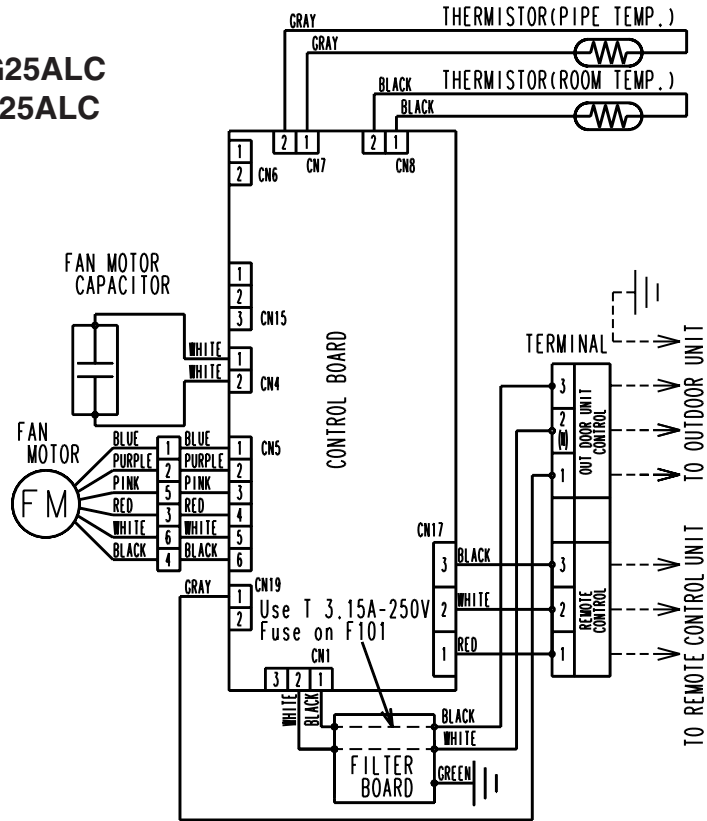 G25ALC
25ALC
GRAY
THERMISTOR(PIPE TEMP.)
GRAY
BLACK
THERMISTOR(ROOM TEMP.)
BLACK
2 1
CN7
2 1
CN8
1
2
CN6
1
2
3
CN15
FAN MOTOR
CAPACITOR
WHITE
WHITE
1
2
CN4
CONTROL BOARD
FAN
MOTOR
FM
BLUE 1 BLUE 1 CN5
PURPLE 2 PURPLE 2
PINK 5 PINK 3
RED 3 RED 4
WHITE 6 WHITE 5
BLACK 4 BLACK 6
GRAY
1
2
CN19
Use T 3.15A-250V
Fuse on F101
CN1
3 2 1
WHITE
BLACK
CN17
3 BLACK
2 WHITE
1 RED
BLACK
WHITE
GREEN
FILTER
BOARD
TERMINAL
3
2
(N)
1
OUT DOOR UNIT
CONTROL
3
2
1
REMOTE
CONTROL
TO OUTDOOR UNIT
TO REMOTE CONTROL UNIT